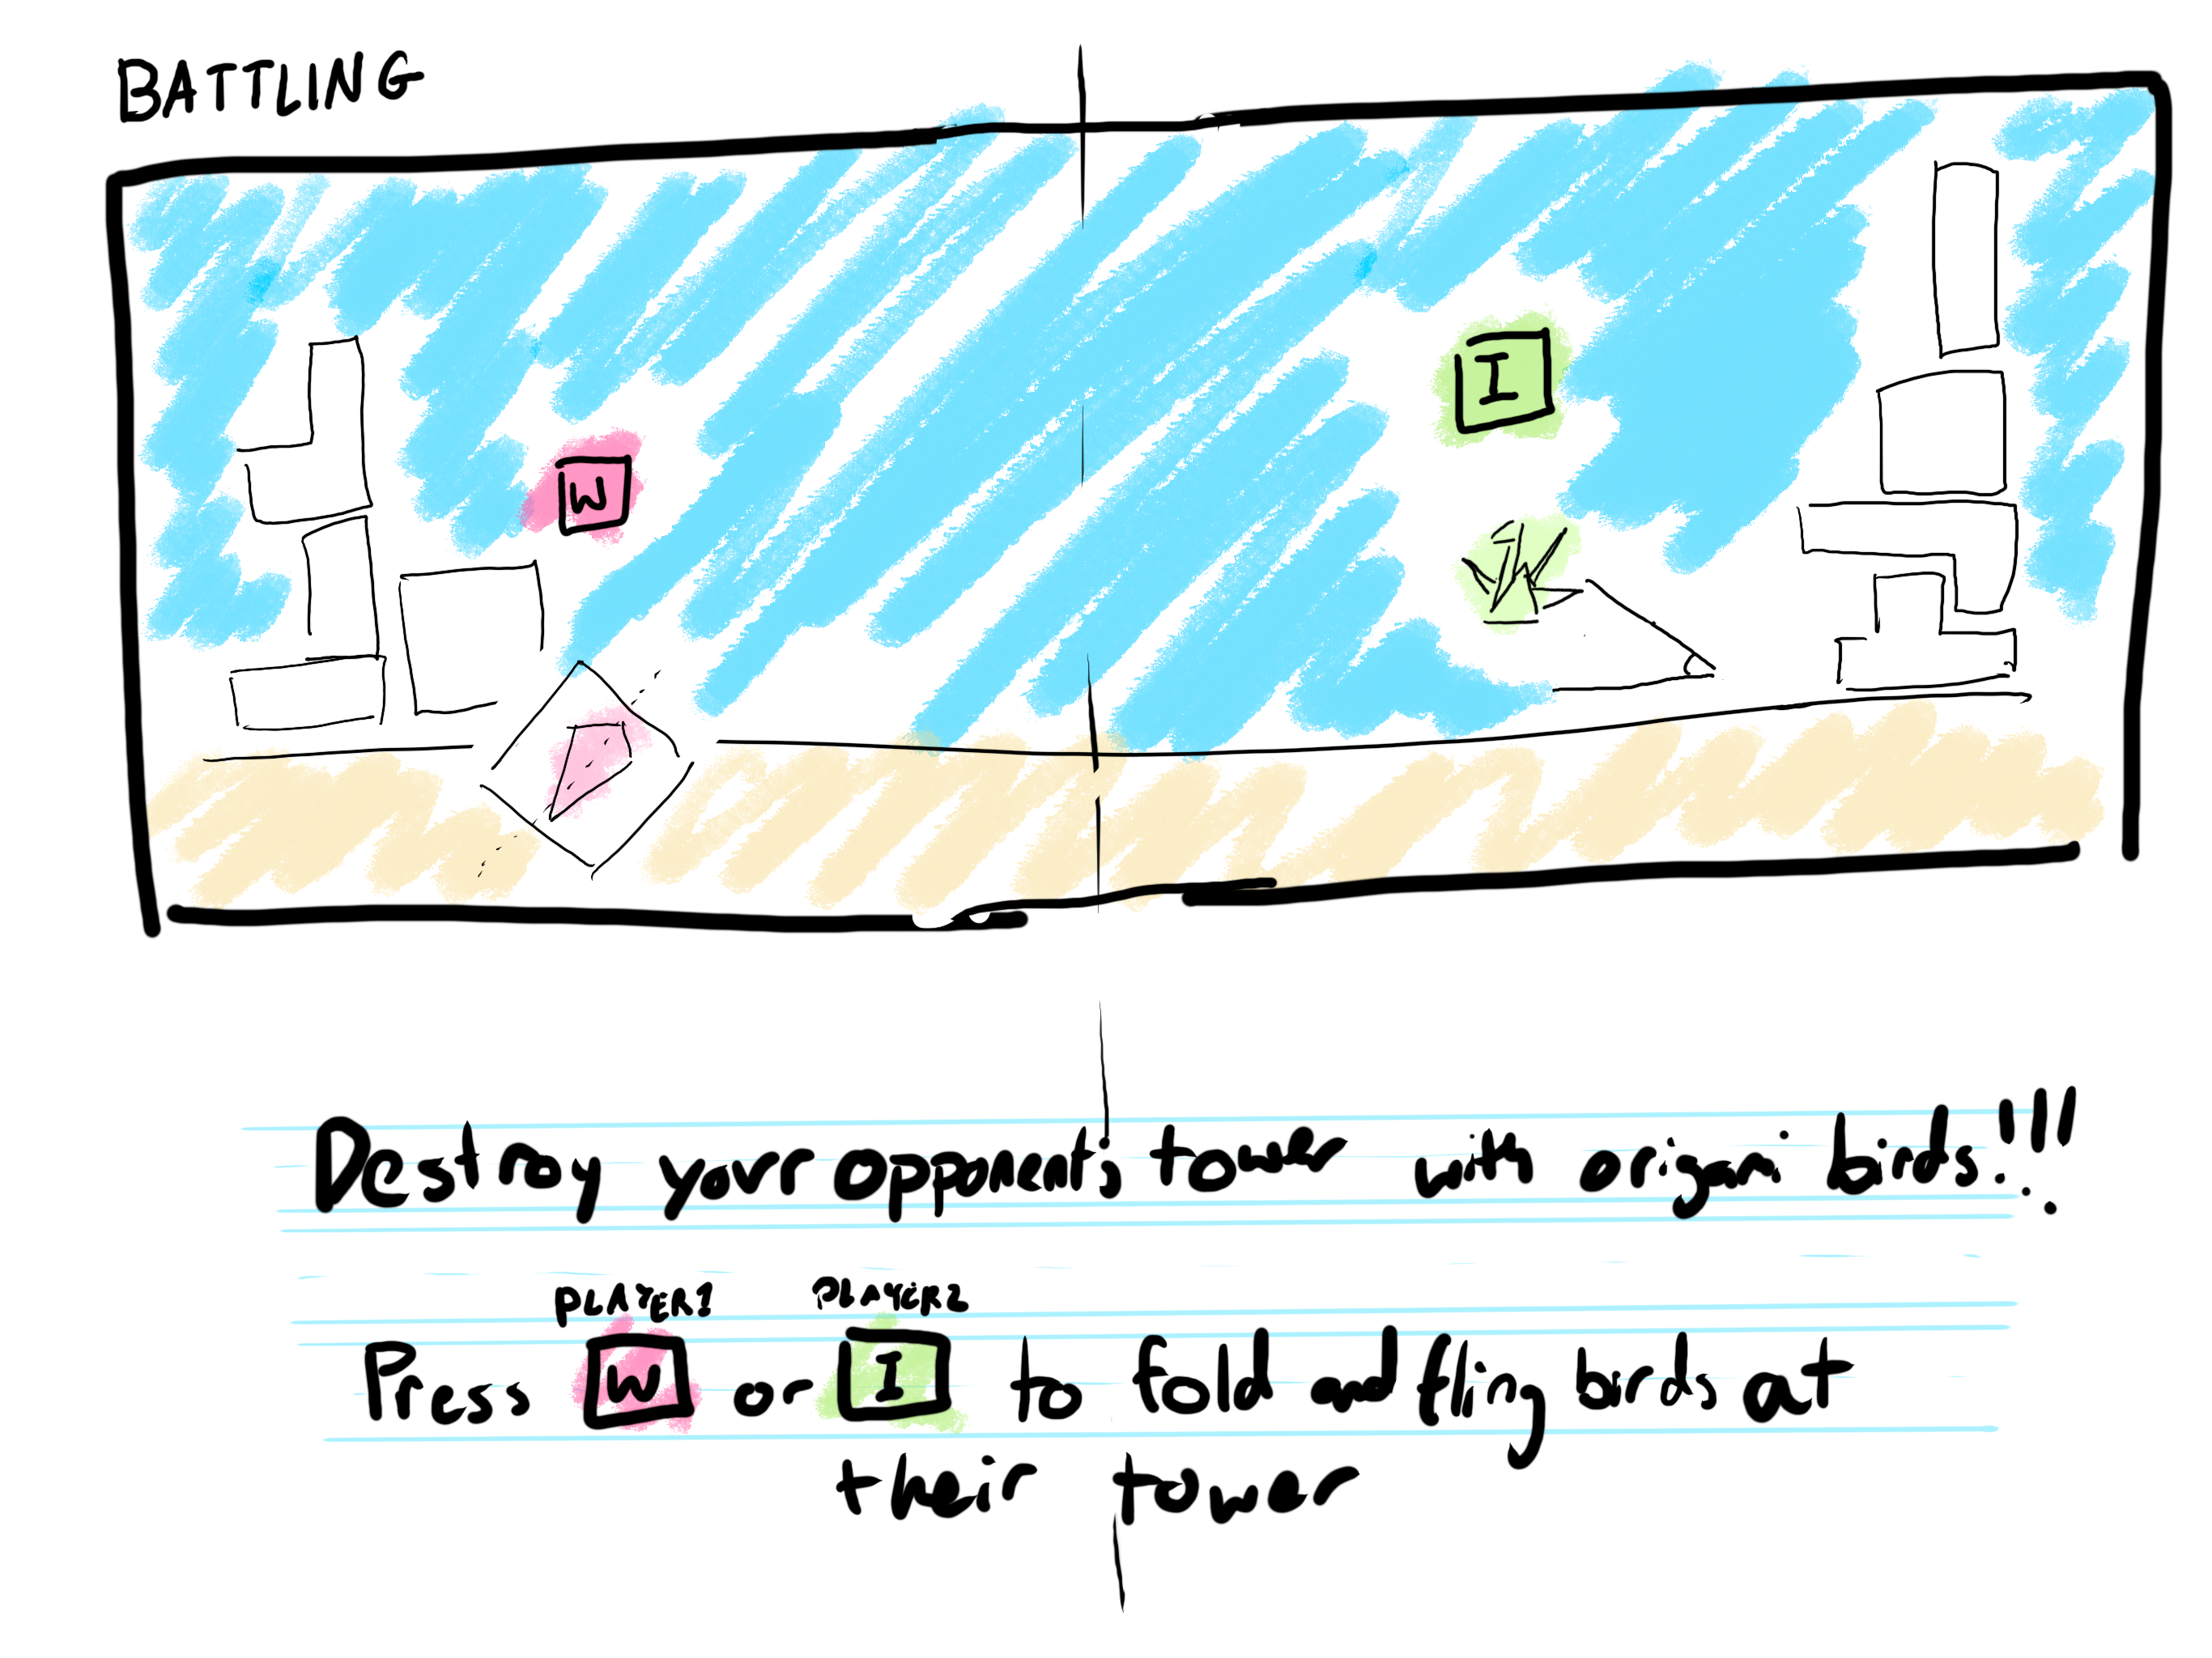 BATTLING
I
W
Destroy your opponent's tower with origami birds!!!
PLAYER1 PLAYER2
Press W or I to fold and fling birds at
their tower